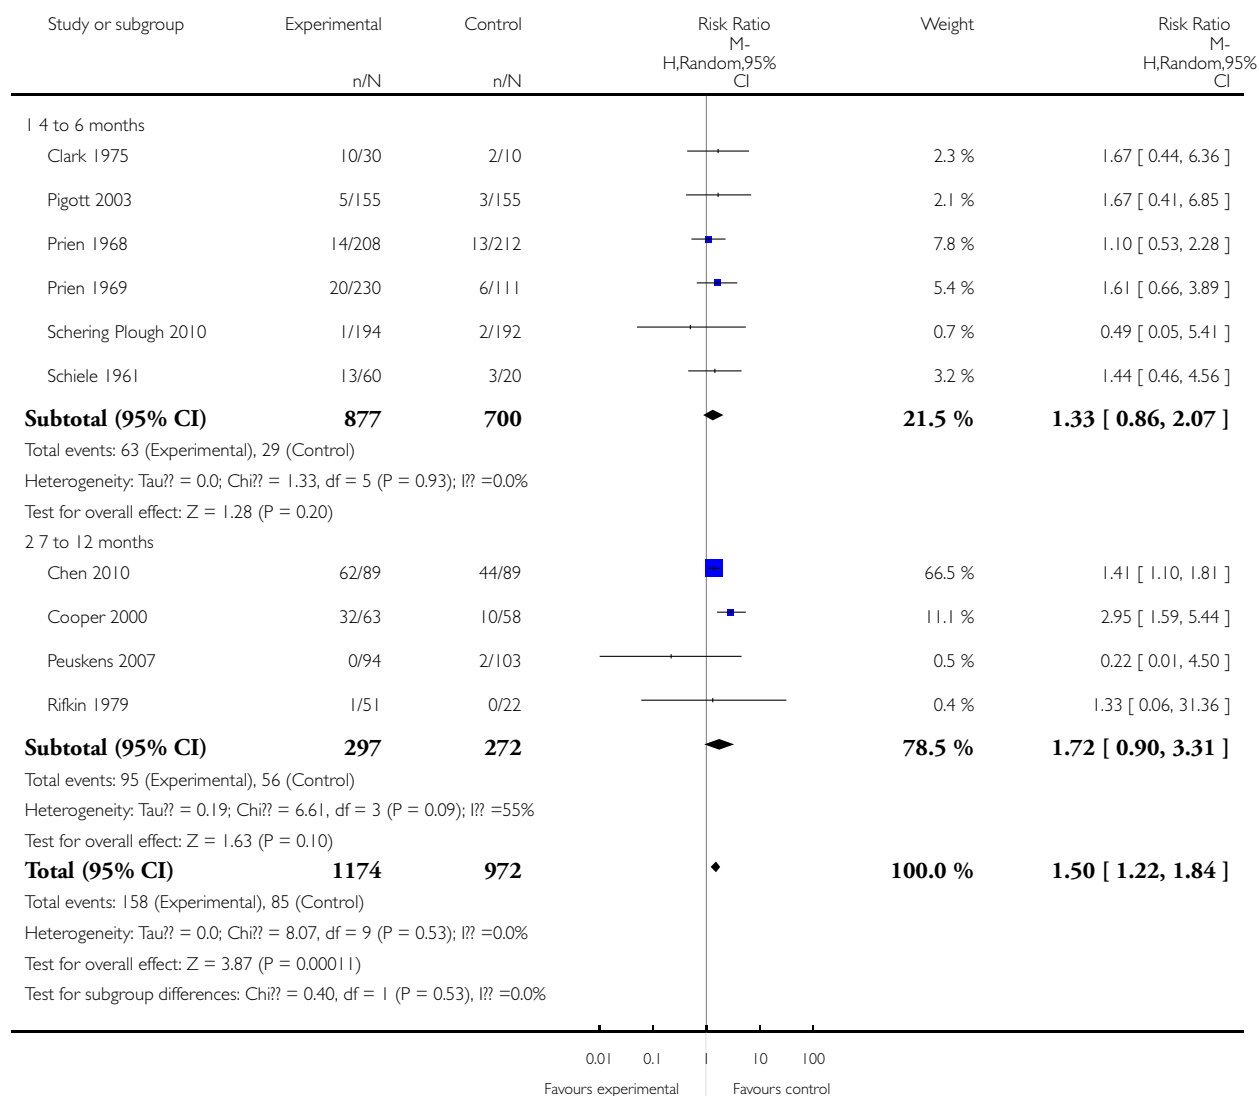 Study or subgroup Experimental Control Risk Ratio Weight Risk Ratio
M- M-
H,Random,95% H,Random,95%
n/N n/N CI CI
1 4 to 6 months
Clark 1975 10/30 2/10 2.3 % 1.67 [ 0.44, 6.36 ]
Pigott 2003 5/155 3/155 2.1 % 1.67 [ 0.41, 6.85 ]
Prien 1968 14/208 13/212 7.8 % 1.10 [ 0.53, 2.28 ]
Prien 1969 20/230 6/111 5.4 % 1.61 [ 0.66, 3.89 ]
Schering Plough 2010 1/194 2/192 0.7 % 0.49 [ 0.05, 5.41 ]
Schiele 1961 13/60 3/20 3.2 % 1.44 [ 0.46, 4.56 ]
Subtotal (95% CI) 877 700 21.5 % 1.33 [ 0.86, 2.07 ]
Total events: 63 (Experimental), 29 (Control)
Heterogeneity: Tau?? = 0.0; Chi?? = 1.33, df = 5 (P = 0.93); I?? =0.0%
Test for overall effect: Z = 1.28 (P = 0.20)
2 7 to 12 months
Chen 2010 62/89 44/89 66.5 % 1.41 [ 1.10, 1.81 ]
Cooper 2000 32/63 10/58 11.1 % 2.95 [ 1.59, 5.44 ]
Peuskens 2007 0/94 2/103 0.5 % 0.22 [ 0.01, 4.50 ]
Rifkin 1979 1/51 0/22 0.4 % 1.33 [ 0.06, 31.36 ]
Subtotal (95% CI) 297 272 78.5 % 1.72 [ 0.90, 3.31 ]
Total events: 95 (Experimental), 56 (Control)
Heterogeneity: Tau?? = 0.19; Chi?? = 6.61, df = 3 (P = 0.09); I?? =55%
Test for overall effect: Z = 1.63 (P = 0.10)
Total (95% CI) 1174 972 100.0 % 1.50 [ 1.22, 1.84 ]
Total events: 158 (Experimental), 85 (Control)
Heterogeneity: Tau?? = 0.0; Chi?? = 8.07, df = 9 (P = 0.53); I?? =0.0%
Test for overall effect: Z = 3.87 (P = 0.00011)
Test for subgroup differences: Chi?? = 0.40, df = 1 (P = 0.53), I?? =0.0%
0.01 0.1 1 10 100
Favours experimental Favours control